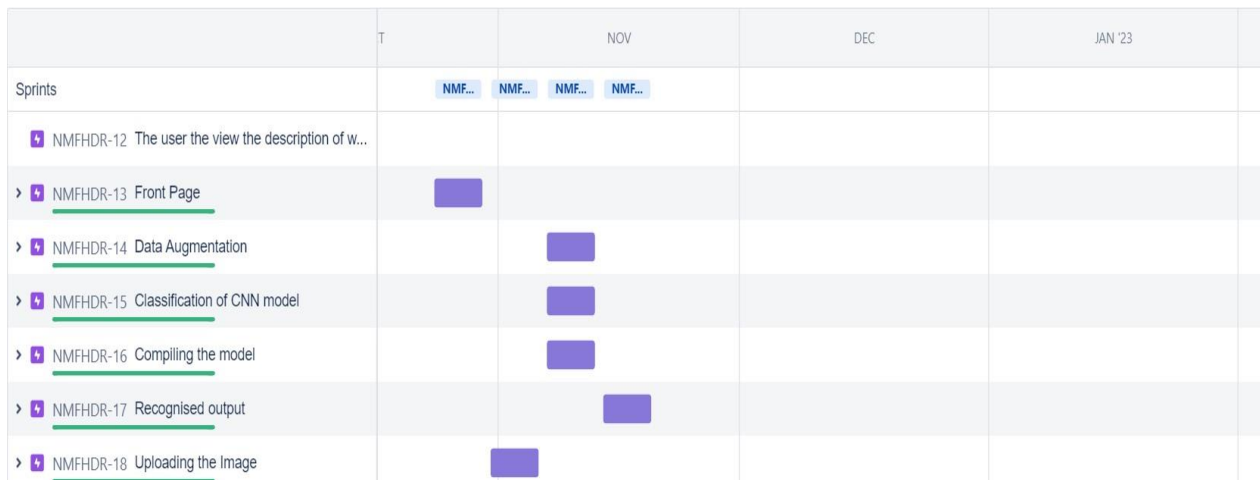 T NOV DEC JAN '23
Sprints NMF... NMF... NMF... NMF...
NMFHDR-12 The user the view the description of w...
NMFHDR-13 Front Page
NMFHDR-14 Data Augmentation
NMFHDR-15 Classification of CNN model
NMFHDR-16 Compiling the model
NMFHDR-17 Recognised output
NMFHDR-18 Uploading the Image